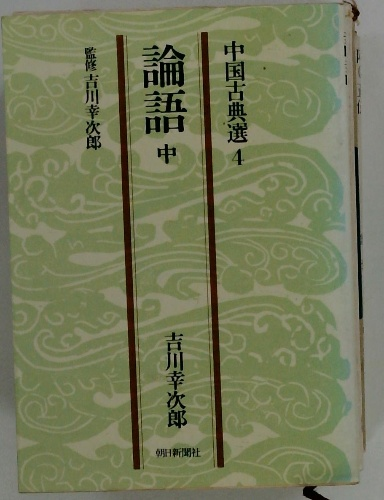 中国古典選 4
論語 中
吉川幸次郎
監修 吉川幸次郎
朝日新聞社